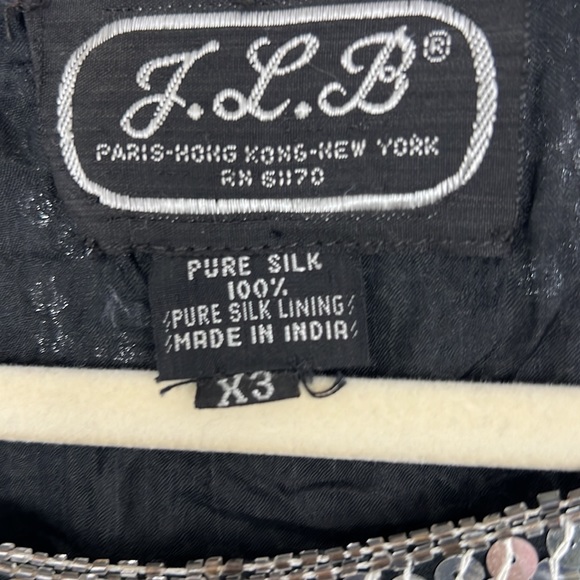 J.L.B®
PARIS-HONG KONG-NEW YORK
RN 61170
PURE SILK
100%
PURE SILK LINING
MADE IN INDIA
X3